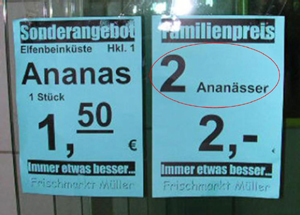 Sonderangebot
Elfenbeinküste Hkl. 1
Ananas
1 Stück
1,50 €
Immer etwas besser...
Frischmarkt Müller
Familienpreis
2 Ananässer
2,- €
Immer etwas besser...
Frischmarkt Müller